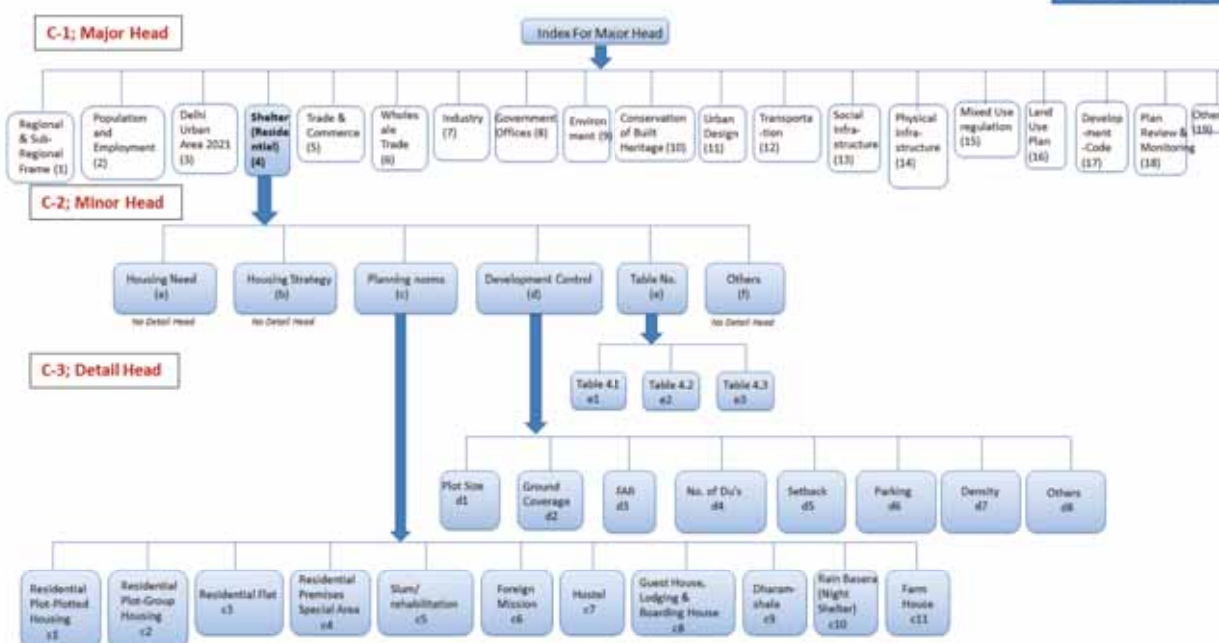 C-1; Major Head
Index For Major Head
Regional
& Sub-
Regional
Frame (1)
Population
and
Employment
(2)
Delhi
Urban
Area 2021
(3)
Shelter
(Reside
ntiel)
(4)
Trade &
Commerce
(5)
Wholes
ale
Trade
(6)
Industry
(7)
Government
Offices (8)
Environ
ment (9)
Conservation
of Built
Heritage (10)
Urban
Design
(11)
Transporta
-tion
(12)
Social
Infra-
structure
(13)
Physical
Infra-
structure
(14)
Mixed Use
regulation
(15)
Land
Use
Plan
(16)
Develop
-ment
-Code
(17)
Plan
Review &
Monitoring
(18)
Other
(19)
C-2; Minor Head
Housing Need
(a)
No Detail Head
Housing Strategy
(b)
No Detail Head
Planning norms
(c)
Development Control
(d)
Table No.
(e)
Others
(f)
No Detail Head
C-3; Detail Head
Table 4.1
e1
Table 4.2
e2
Table 4.3
e3
Plot Size
d1
Ground
Coverage
d2
FAR
d3
No. of Du's
d4
Setback
d5
Parking
d6
Density
d7
Others
d8
Residential
Plot-Plotted
Housing
c1
Residential
Plot-Group
Housing
c2
Residential Flat
c3
Residential
Premises
Special Area
c4
Slum/
rehabilitation
c5
Foreign
Mission
c6
Hostel
c7
Guest House,
Lodging &
Boarding House
c8
Dharam-
shale
c9
Rain Basera
(Night
Shelter)
c10
Farm
House
c11